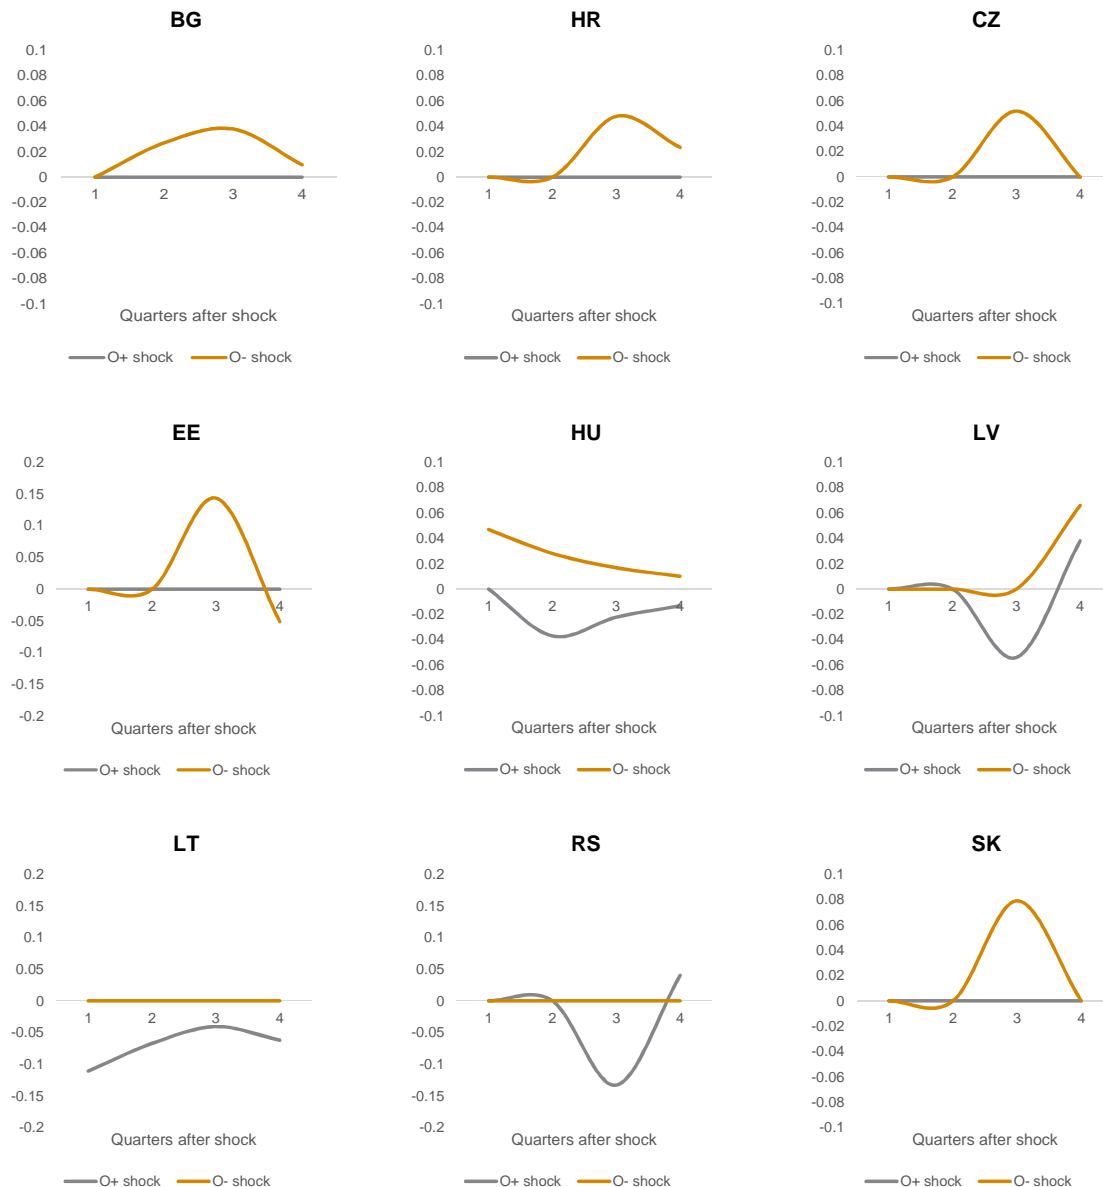 BG
0.1
0.08
0.06
0.04
0.02
0
-0.02
-0.04
-0.06
-0.08
-0.1
1 2 3 4
Quarters after shock
O+ shock O- shock
HR
0.1
0.08
0.06
0.04
0.02
0
-0.02
-0.04
-0.06
-0.08
-0.1
1 2 3 4
Quarters after shock
O+ shock O- shock
CZ
0.1
0.08
0.06
0.04
0.02
0
-0.02
-0.04
-0.06
-0.08
-0.1
1 2 3 4
Quarters after shock
O+ shock O- shock
EE
0.2
0.15
0.1
0.05
0
-0.05
-0.1
-0.15
-0.2
1 2 3 4
Quarters after shock
O+ shock O- shock
HU
0.1
0.08
0.06
0.04
0.02
0
-0.02
-0.04
-0.06
-0.08
-0.1
1 2 3 4
Quarters after shock
O+ shock O- shock
LV
0.1
0.08
0.06
0.04
0.02
0
-0.02
-0.04
-0.06
-0.08
-0.1
1 2 3 4
Quarters after shock
O+ shock O- shock
LT
0.2
0.15
0.1
0.05
0
-0.05
-0.1
-0.15
-0.2
1 2 3 4
Quarters after shock
O+ shock O- shock
RS
0.2
0.15
0.1
0.05
0
-0.05
-0.1
-0.15
-0.2
1 2 3 4
Quarters after shock
O+ shock O- shock
SK
0.1
0.08
0.06
0.04
0.02
0
-0.02
-0.04
-0.06
-0.08
-0.1
1 2 3 4
Quarters after shock
O+ shock O- shock